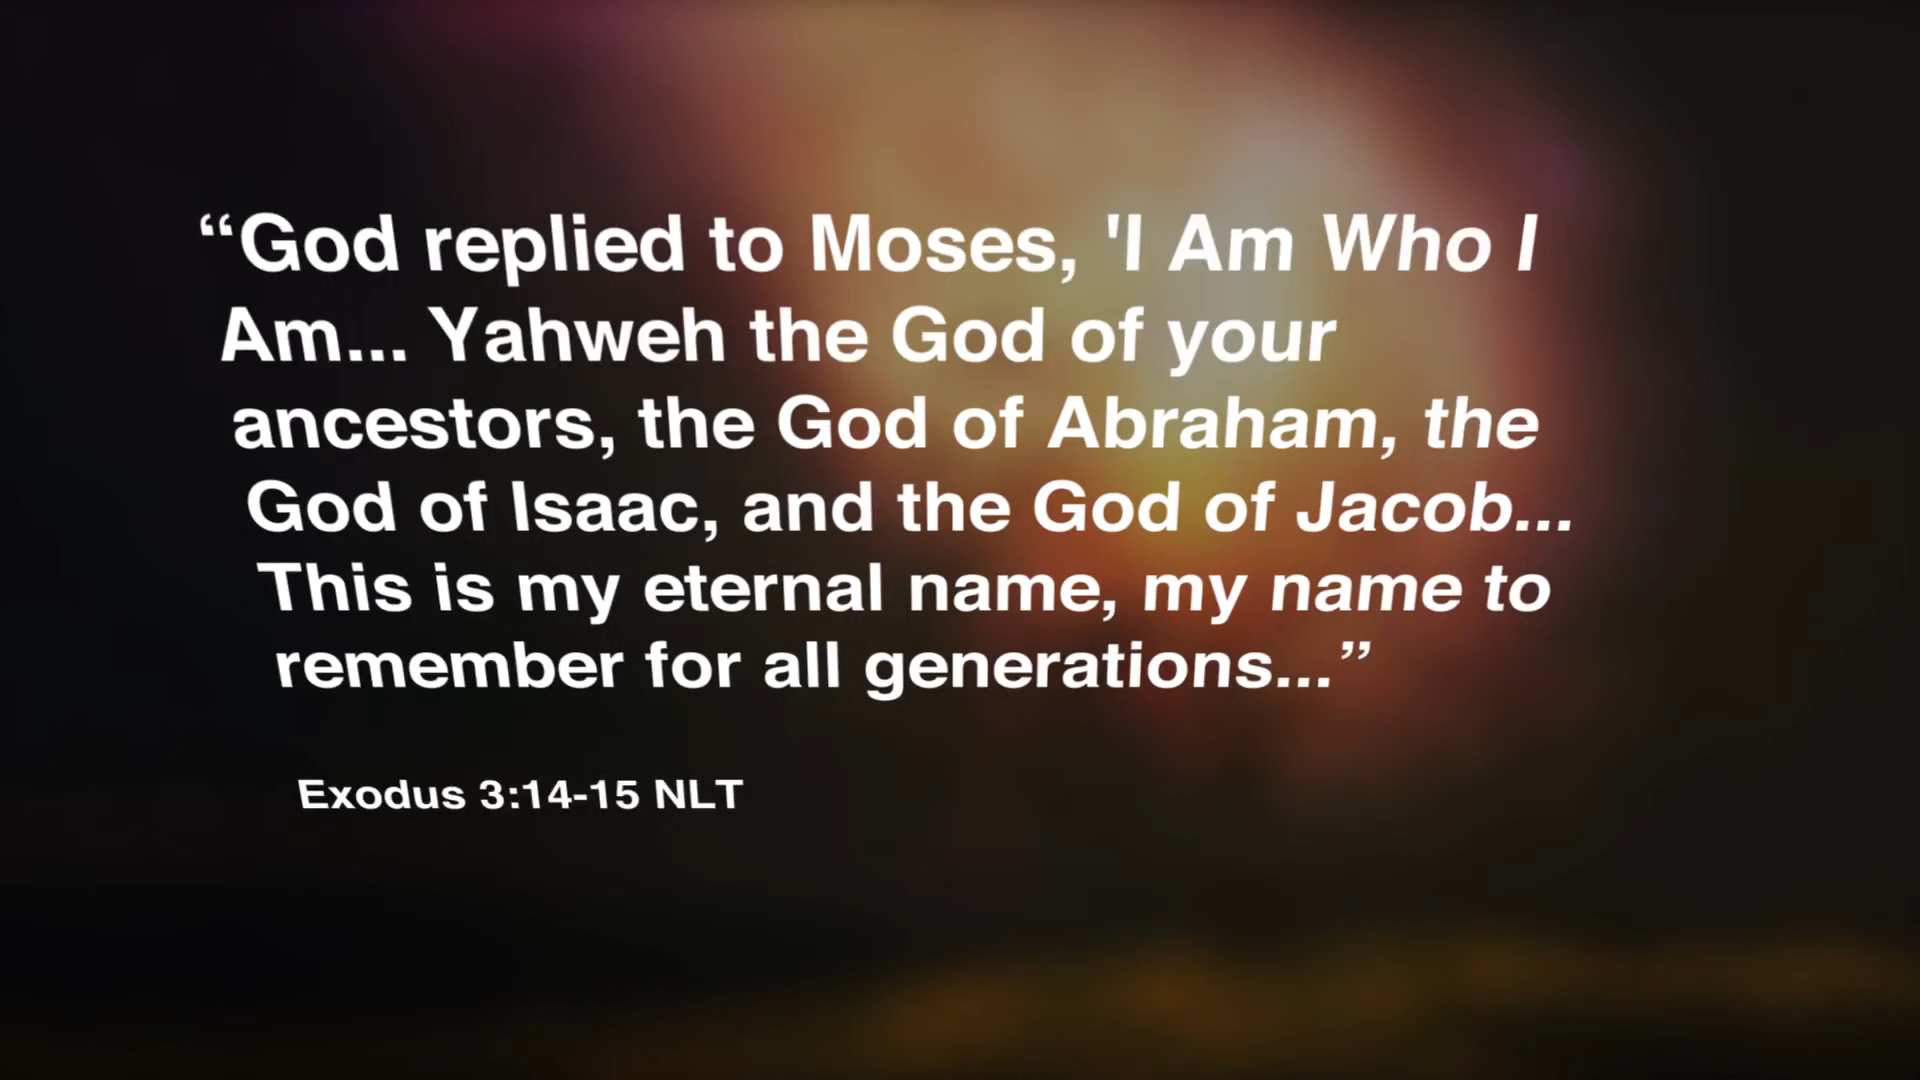 “God replied to Moses, 'I Am Who I
Am... Yahweh the God of your
ancestors, the God of Abraham, the
God of Isaac, and the God of Jacob...
This is my eternal name, my name to
remember for all generations...”
Exodus 3:14-15 NLT